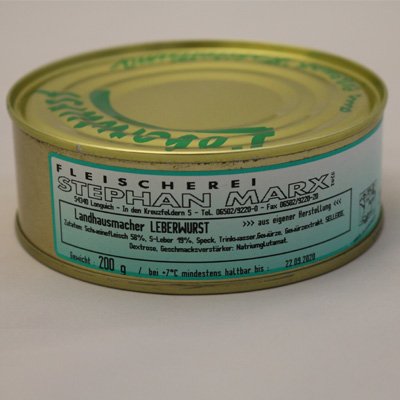 Leberwurst
FLEISCHEREI
STEPHAN MARX
54340 Longuich - In den Kreuzfeldern 5 - Tel. 06502/9220-0 - Fax 06502/9220-20
Landhausmacher LEBERWURST >>> aus eigener Herstellung <<<
Zutaten: Schweinefleisch 58%, S-Leber 19%, Speck, Trinkwasser, Gewürze, Gewürzextrakt, SELLERIE,
Dextrose, Geschmacksverstärker: Natriumglutamat.
Gewicht: 200 g / bei +7°C mindestens haltbar bis: 22.09.2020